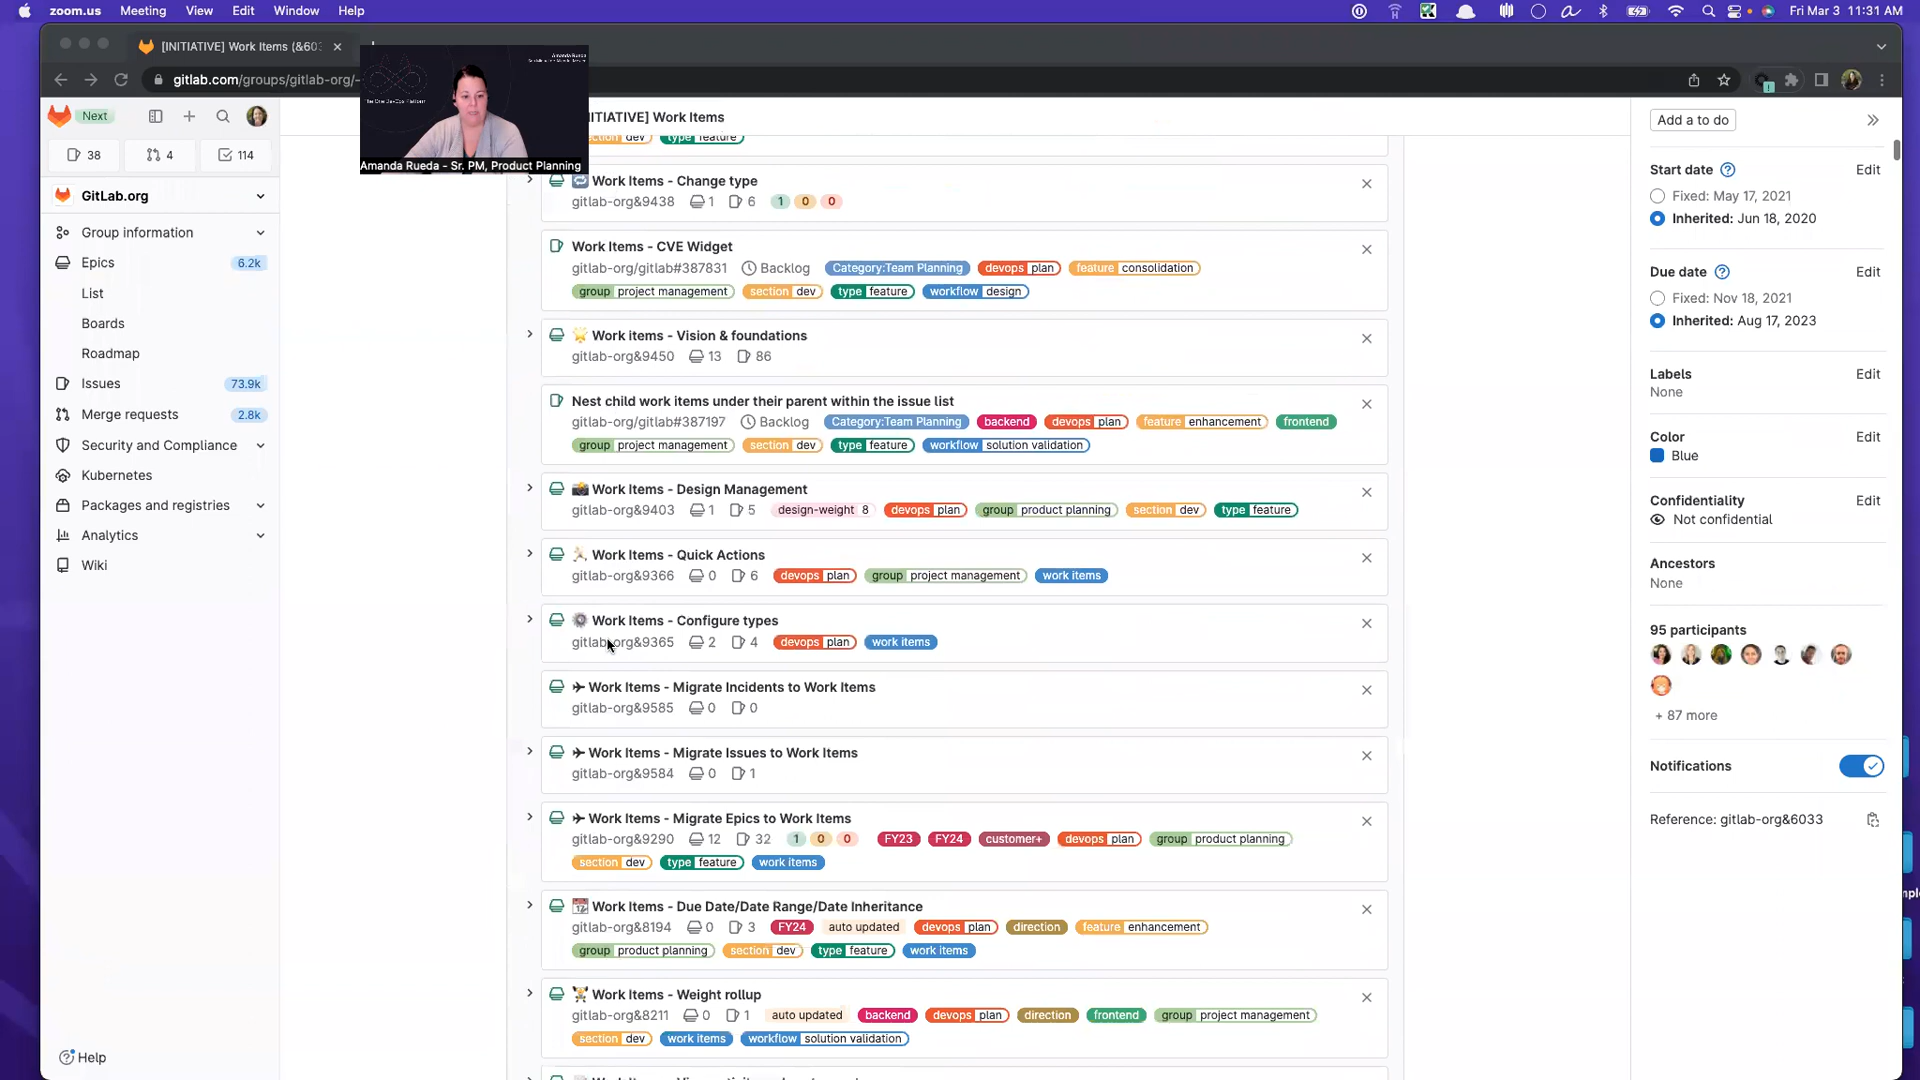 zoom.us Meeting View Edit Window Help
Fri Mar 3 11:31 AM
[INITIATIVE] Work Items (&603
gitlab.com/groups/gitlab-org/-
Amanda Rueda - Sr. PM, Product Planning
Next
38 4 114
GitLab.org
Group information
Epics 6.2k
List
Boards
Roadmap
Issues 73.9k
Merge requests 2.8k
Security and Compliance
Kubernetes
Packages and registries
Analytics
Wiki
Help
ITIATIVE] Work Items
section dev type feature
Work Items - Change type
gitlab-org&9438 1 6 1 0 0
Work Items - CVE Widget
gitlab-org/gitlab#387831 Backlog Category:Team Planning devops plan feature consolidation
group project management section dev type feature workflow design
Work items - Vision & foundations
gitlab-org&9450 13 86
Nest child work items under their parent within the issue list
gitlab-org/gitlab#387197 Backlog Category:Team Planning backend devops plan feature enhancement frontend
group project management section dev type feature workflow solution validation
Work Items - Design Management
gitlab-org&9403 1 5 design-weight 8 devops plan group product planning section dev type feature
Work Items - Quick Actions
gitlab-org&9366 0 6 devops plan group project management work items
Work Items - Configure types
gitlab-org&9365 2 4 devops plan work items
Work Items - Migrate Incidents to Work Items
gitlab-org&9585 0 0
Work Items - Migrate Issues to Work Items
gitlab-org&9584 0 1
Work Items - Migrate Epics to Work Items
gitlab-org&9290 12 32 1 0 0 FY23 FY24 customer+ devops plan group product planning
section dev type feature work items
Work Items - Due Date/Date Range/Date Inheritance
gitlab-org&8194 0 3 FY24 auto updated devops plan direction feature enhancement
group product planning section dev type feature work items
Work Items - Weight rollup
gitlab-org&8211 0 1 auto updated backend devops plan direction frontend group project management
section dev work items workflow solution validation
Add a to do
Start date Edit
Fixed: May 17, 2021
Inherited: Jun 18, 2020
Due date Edit
Fixed: Nov 18, 2021
Inherited: Aug 17, 2023
Labels Edit
None
Color Edit
Blue
Confidentiality Edit
Not confidential
Ancestors
None
95 participants
+ 87 more
Notifications
Reference: gitlab-org&6033